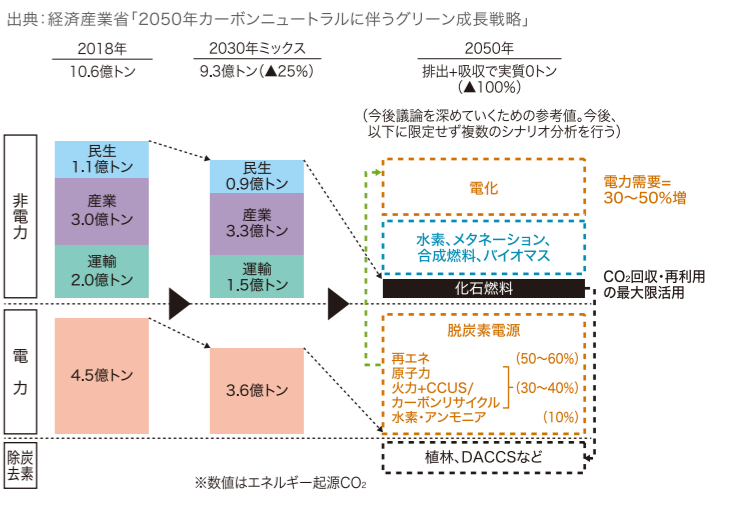 出典：経済産業省「2050年カーボンニュートラルに伴うグリーン成長戦略」
2018年
10.6億トン
2030年ミックス
9.3億トン（▲25%）
2050年
排出+吸収で実質0トン
（▲100%）
（今後議論を深めていくための参考値。今後、
以下に限定せず複数のシナリオ分析を行う）
非電力
民生
1.1億トン
産業
3.0億トン
運輸
2.0億トン
民生
0.9億トン
産業
3.3億トン
運輸
1.5億トン
電化
電力需要=
30〜50%増
水素、メタネーション、
合成燃料、バイオマス
化石燃料
CO₂回収・再利用
の最大限活用
電力
4.5億トン
3.6億トン
脱炭素電源
再エネ （50〜60%）
原子力
火力+CCUS/ （30〜40%）
カーボンリサイクル
水素・アンモニア （10%）
除炭
去素
植林、DACCSなど
※数値はエネルギー起源CO₂